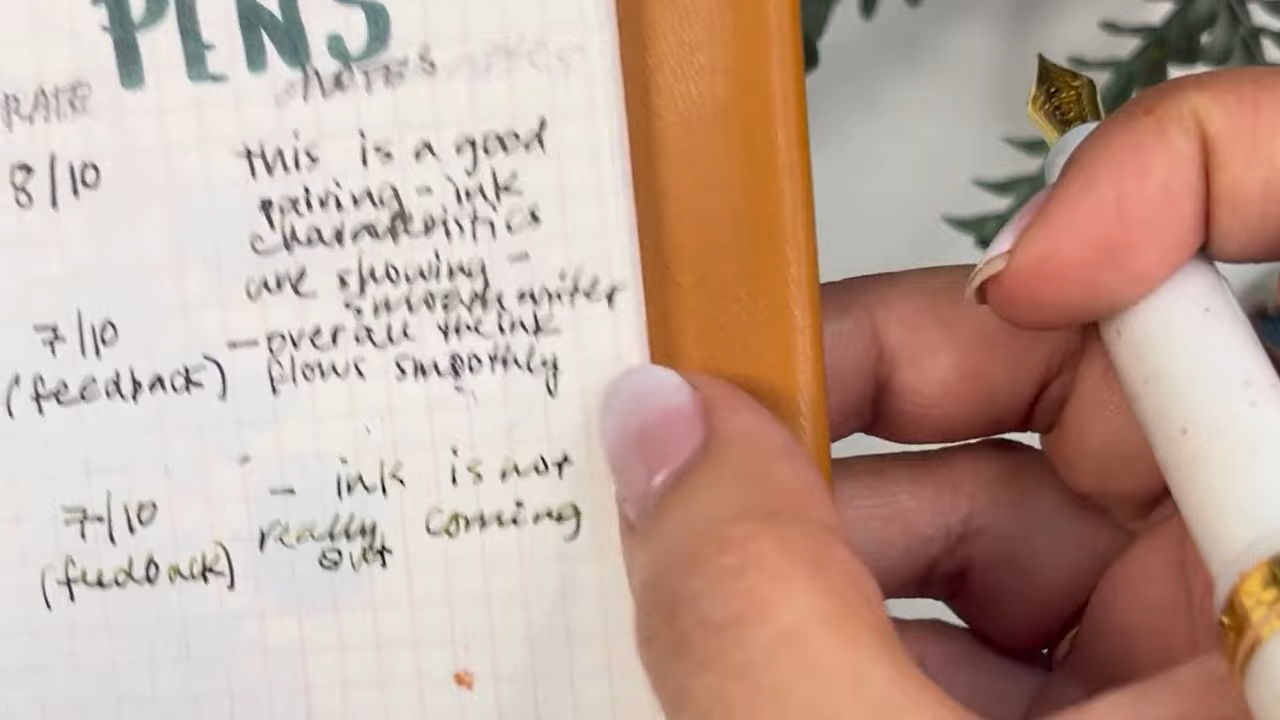 PENS
RATE NOTES
8/10 this is a good
pairing - ink
characteristics
are showing -
smooth writer
7/10 - overall the ink
(feedback) flows smoothly
- ink is not
7/10 really coming
(feedback) out